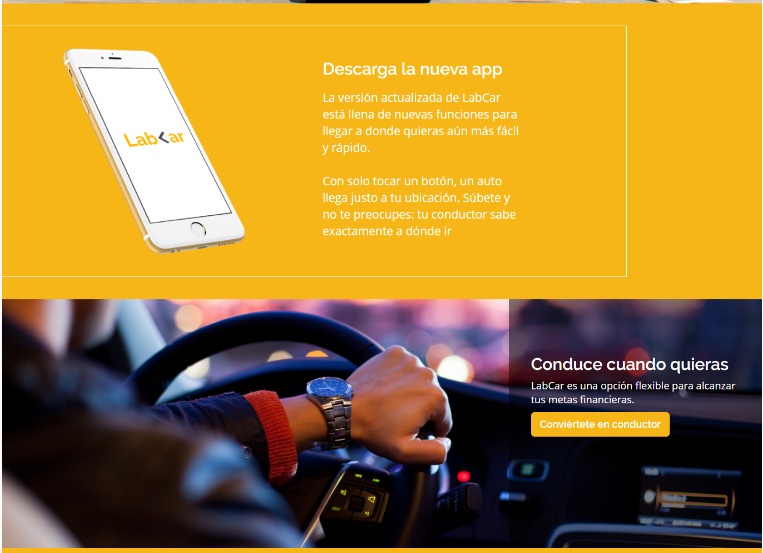 Descarga la nueva app
La versión actualizada de LabCar
está llena de nuevas funciones para
llegar a donde quieras aún más fácil
y rápido.
Con solo tocar un botón, un auto
llega justo a tu ubicación. Súbete y
no te preocupes: tu conductor sabe
exactamente a dónde ir
LabCar
Conduce cuando quieras
LabCar es una opción flexible para alcanzar
tus metas financieras.
Conviértete en conductor